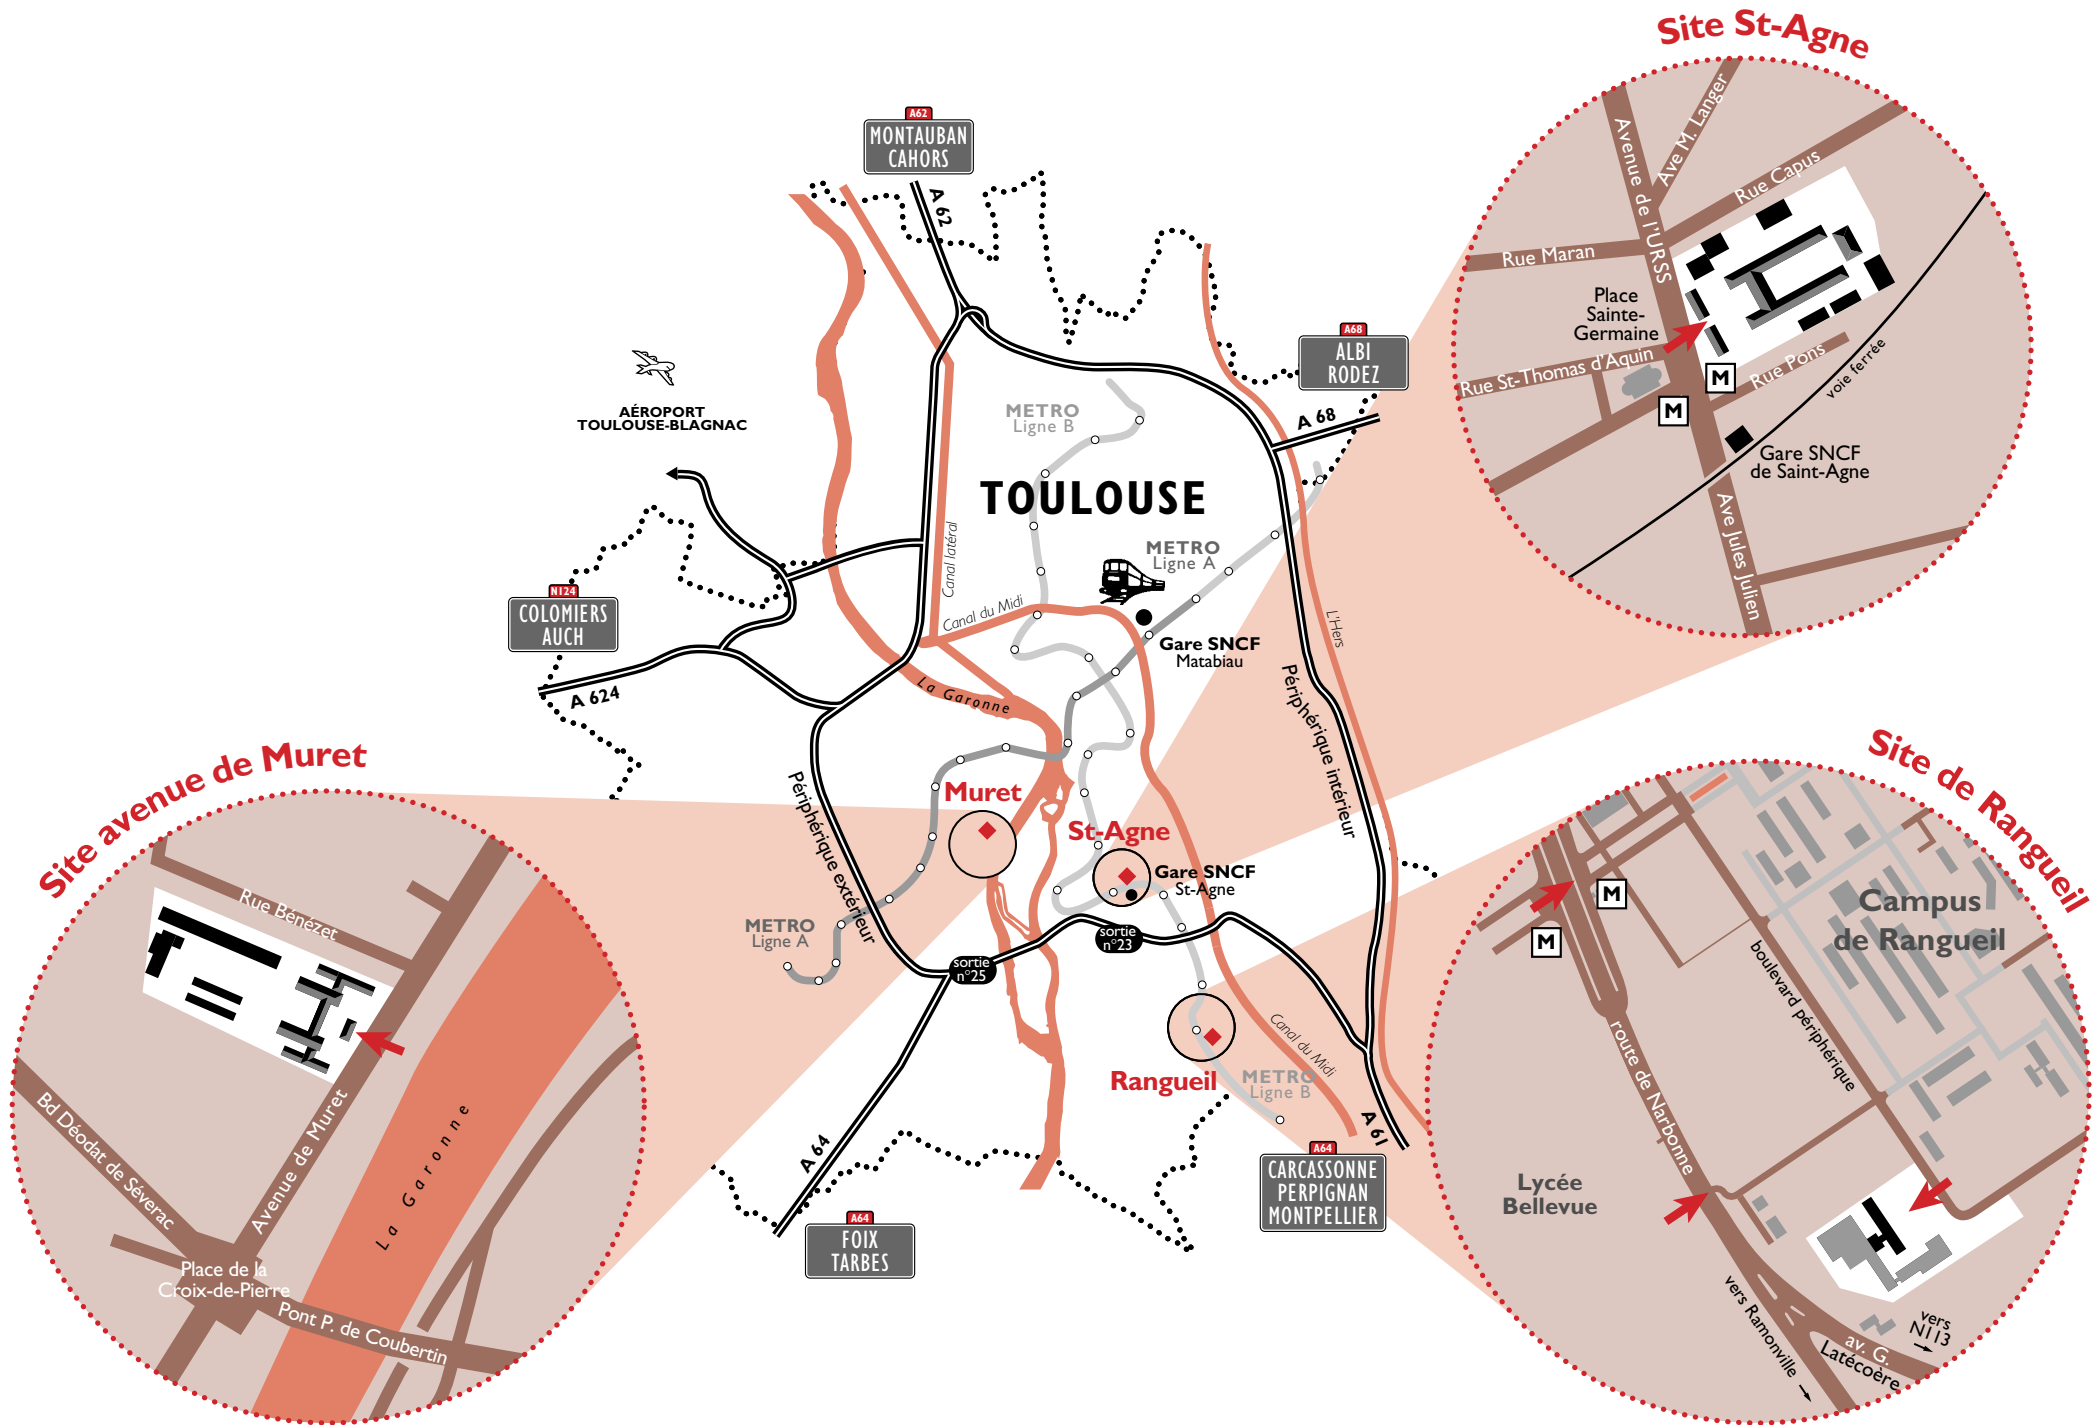 Site St-Agne
Avenue de l'URSS
Ave M. Langer
Rue Capus
Rue Maran
Place
Sainte-
Germaine
Rue St-Thomas d'Aquin
M
M
Rue Pons
voie ferrée
Gare SNCF
de Saint-Agne
Ave Jules Julien
A62
MONTAUBAN
CAHORS
A 62
A68
ALBI
RODEZ
A 68
AÉROPORT
TOULOUSE-BLAGNAC
METRO
Ligne B
TOULOUSE
METRO
Ligne A
Canal latéral
Canal du Midi
L'Hers
N124
COLOMIERS
AUCH
A 624
Gare SNCF
Matabiau
La Garonne
Périphérique intérieur
Périphérique extérieur
Muret
St-Agne
Gare SNCF
St-Agne
METRO
Ligne A
sortie
n°25
sortie
n°23
Canal du Midi
Rangueil
METRO
Ligne B
A 61
A 64
A64
FOIX
TARBES
A64
CARCASSONNE
PERPIGNAN
MONTPELLIER
Site avenue de Muret
Rue Bénézet
Bd Déodat de Séverac
Avenue de Muret
La Garonne
Place de la
Croix-de-Pierre
Pont P. de Coubertin
Site de Rangueil
M
M
Campus
de Rangueil
boulevard périphérique
route de Narbonne
Lycée
Bellevue
vers Ramonville
av. G.
Latécoère
vers
N113